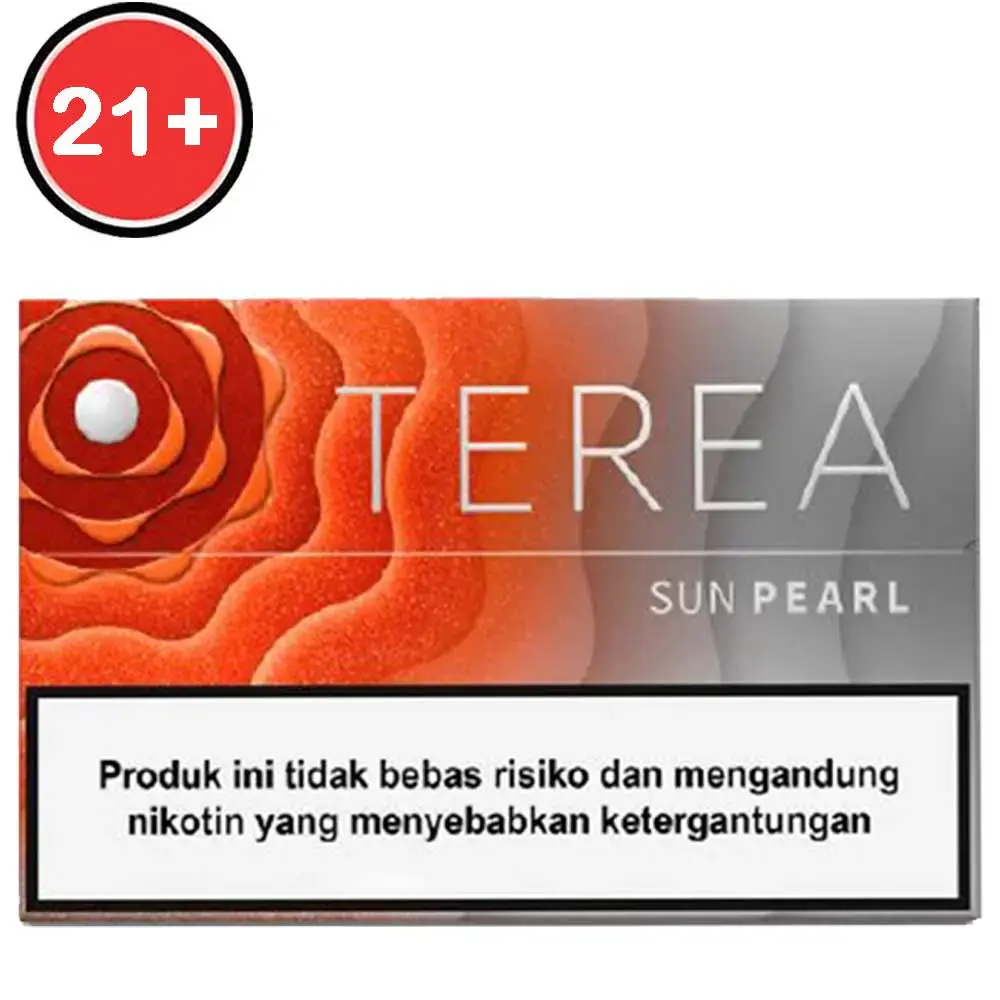 21+
TEREA
SUN PEARL
Produk ini tidak bebas risiko dan mengandung
nikotin yang menyebabkan ketergantungan